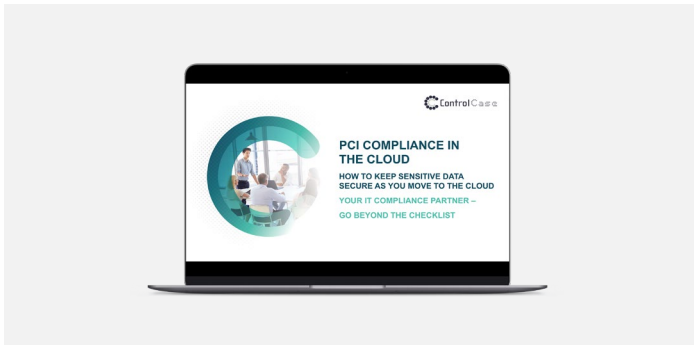 ControlCase
PCI COMPLIANCE IN
THE CLOUD
HOW TO KEEP SENSITIVE DATA
SECURE AS YOU MOVE TO THE CLOUD
YOUR IT COMPLIANCE PARTNER –
GO BEYOND THE CHECKLIST